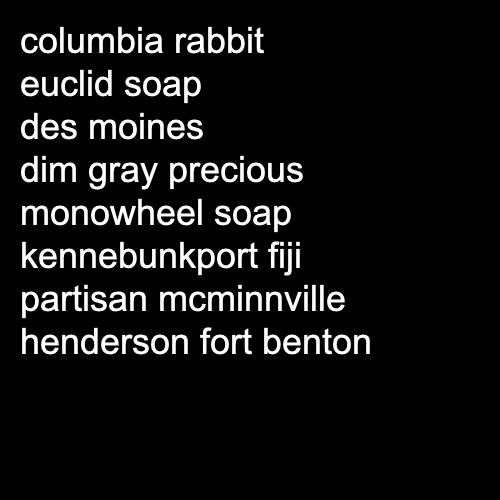 columbia rabbit
euclid soap
des moines
dim gray precious
monowheel soap
kennebunkport fiji
partisan mcminnville
henderson fort benton